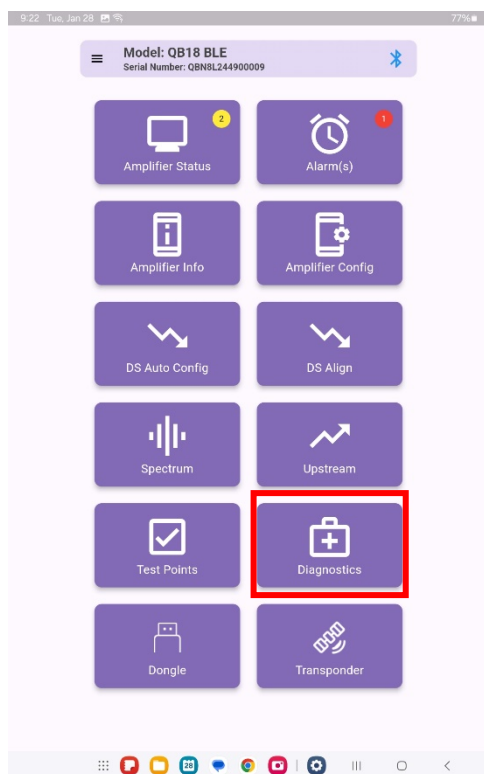 9:22 Tue, Jan 28
77%
Model: QB18 BLE
Serial Number: QBN8L244900009
2
Amplifier Status
1
Alarm(s)
Amplifier Info
Amplifier Config
DS Auto Config
DS Align
Spectrum
Upstream
Test Points
Diagnostics
Dongle
Transponder
28